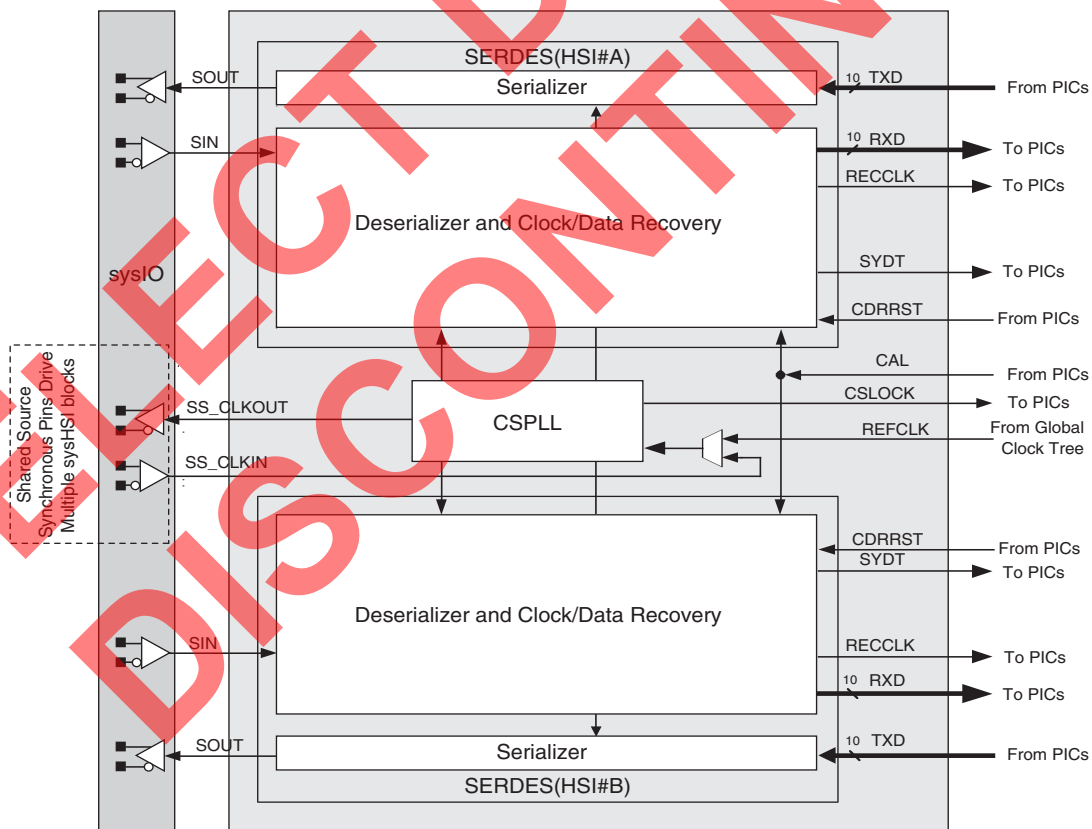 SERDES(HSI#A)
SOUT
Serializer
10 TXD
From PICs
SIN
10 RXD
To PICs
RECCLK
To PICs
Deserializer and Clock/Data Recovery
sysIO
SYDT
To PICs
CDRRST
From PICs
CAL
From PICs
Shared Source
Synchronous Pins Drive
Multiple sysHSI blocks
SS_CLKOUT
CSPLL
CSLOCK
To PICs
REFCLK
From Global
Clock Tree
SS_CLKIN
CDRRST
From PICs
SYDT
To PICs
Deserializer and Clock/Data Recovery
SIN
RECCLK
To PICs
10 RXD
To PICs
SOUT
Serializer
10 TXD
From PICs
SERDES(HSI#B)
ELECT D
DISCONTIN